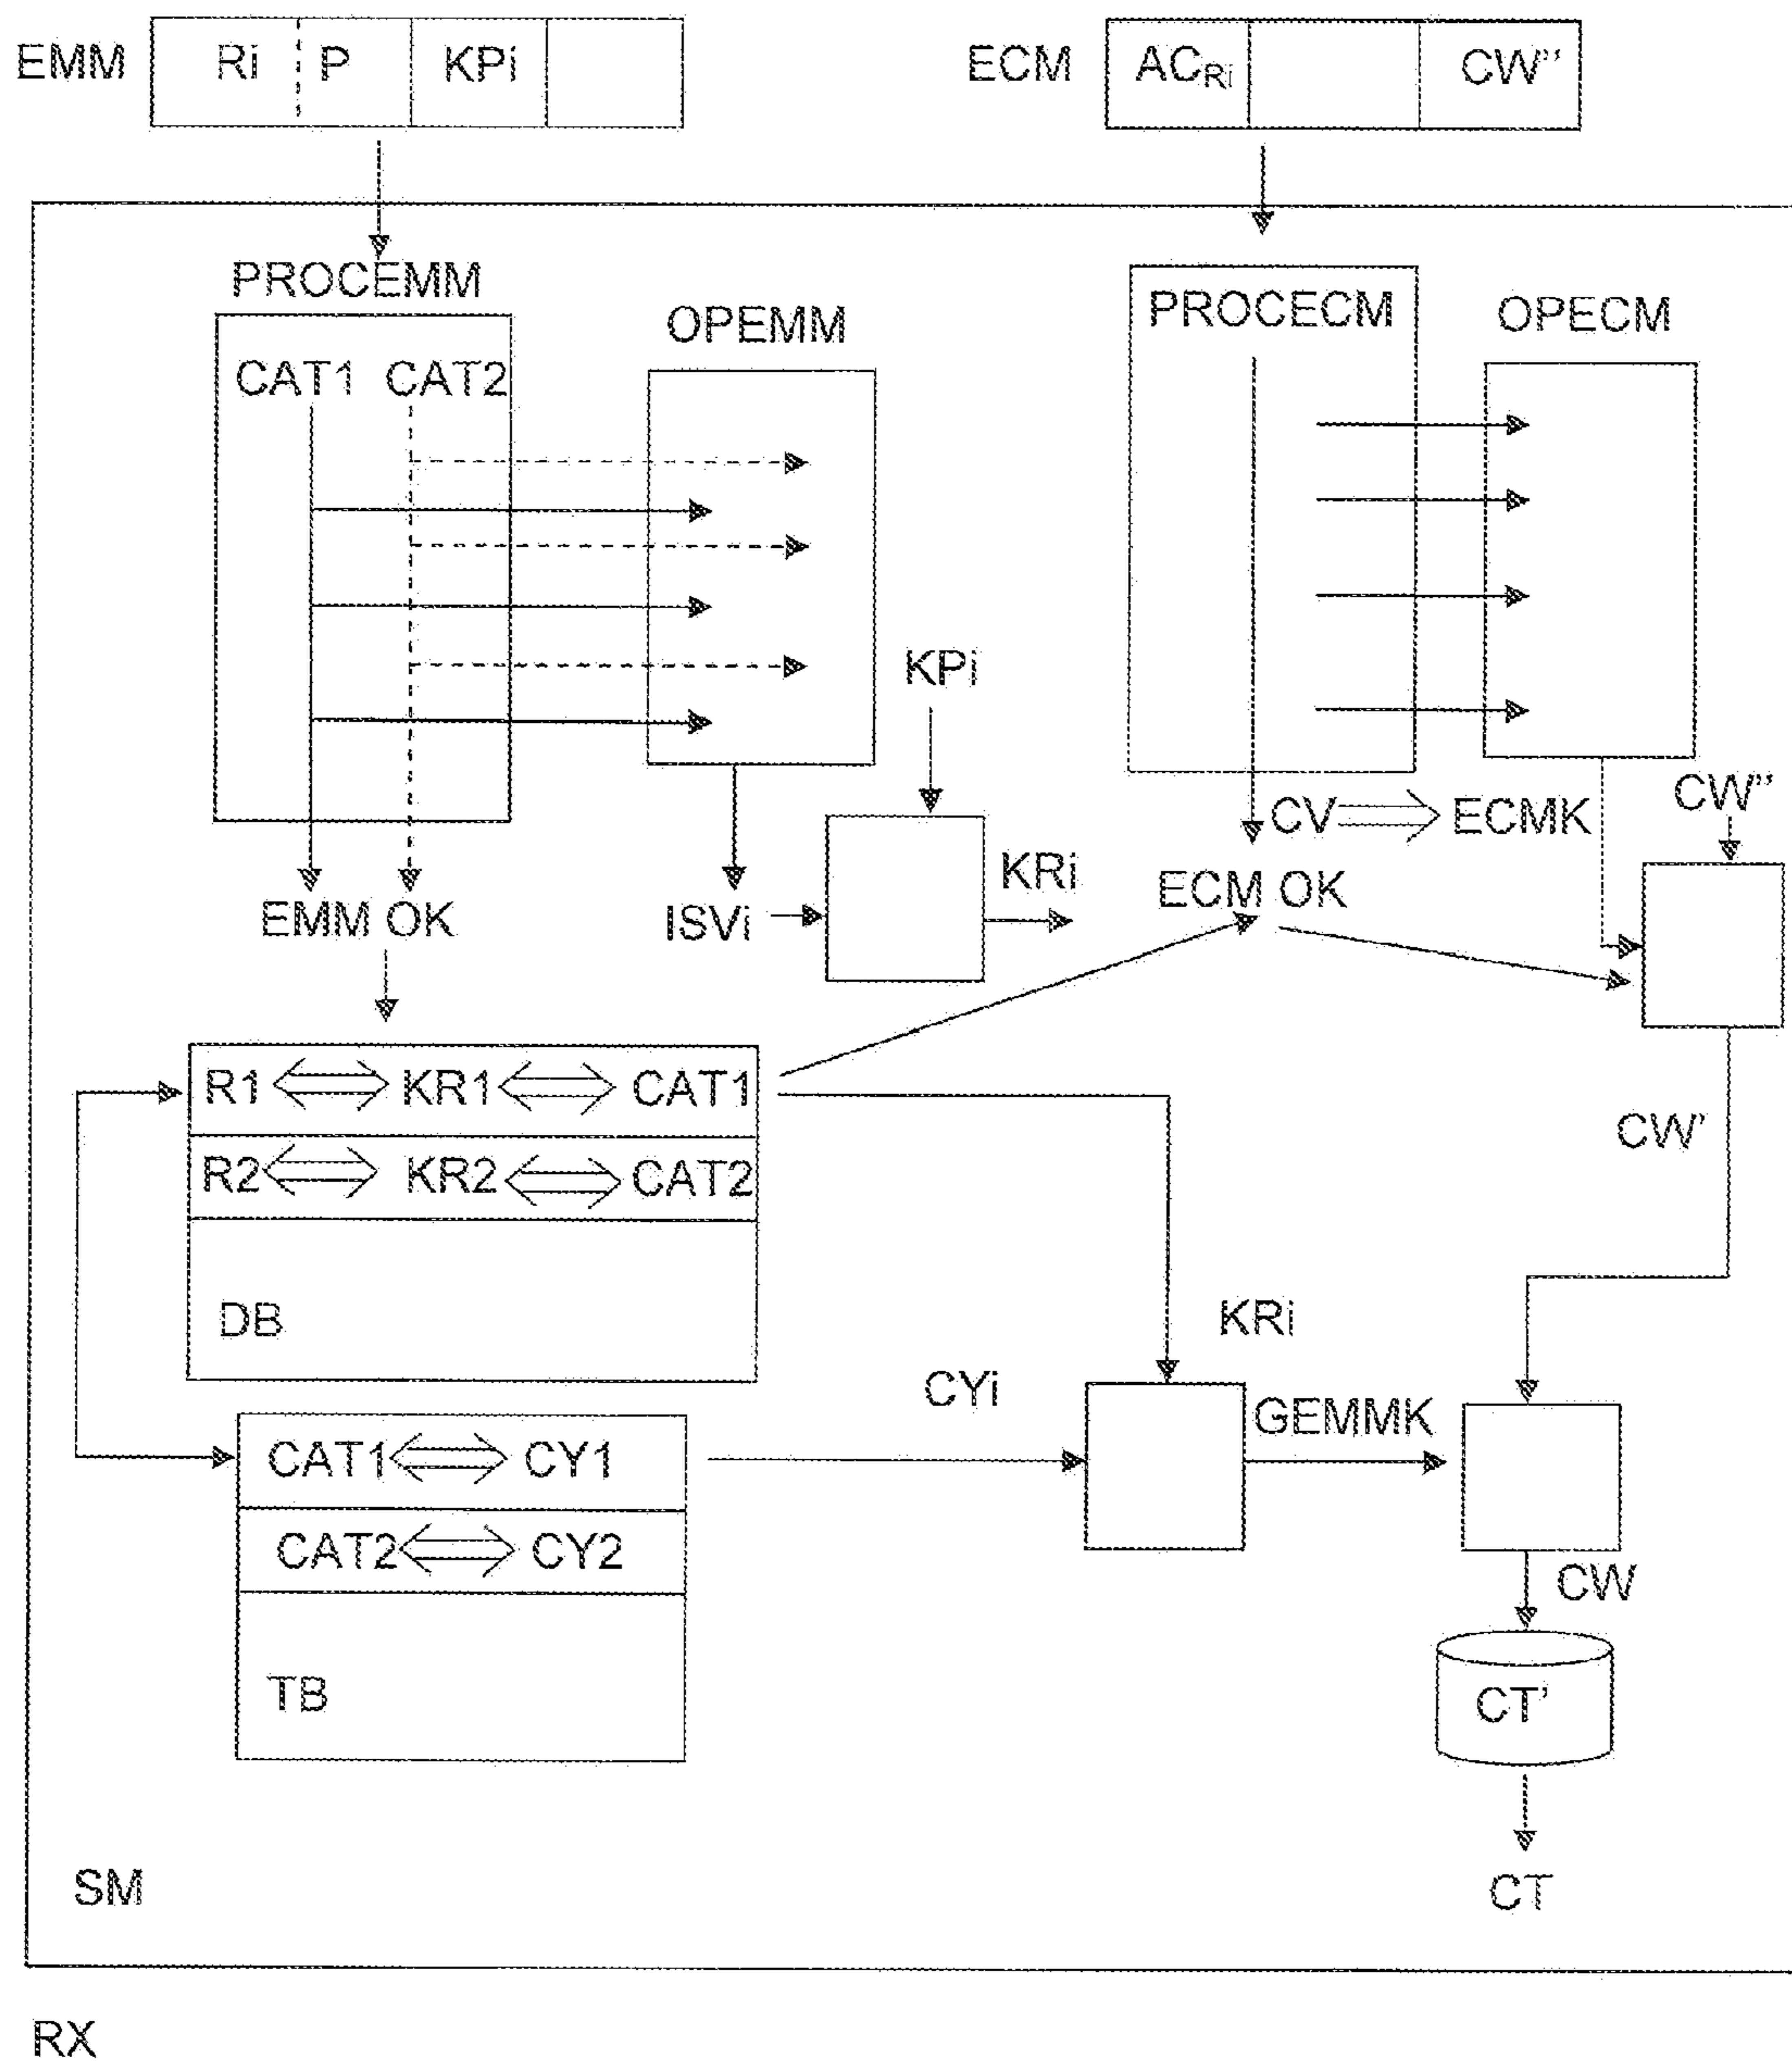 EMM Ri P KPi
ECM AC_Ri CW"
PROCEMM
CAT1 CAT2
OPEMM
PROCECM
OPECM
KPi
CV ECMK
CW"
EMM OK
ISVi
KRi
ECM OK
R1 KR1 CAT1
R2 KR2 CAT2
DB
CW'
KRi
CYi
GEMMK
CAT1 CY1
CAT2 CY2
TB
CW
CT'
CT
SM
RX